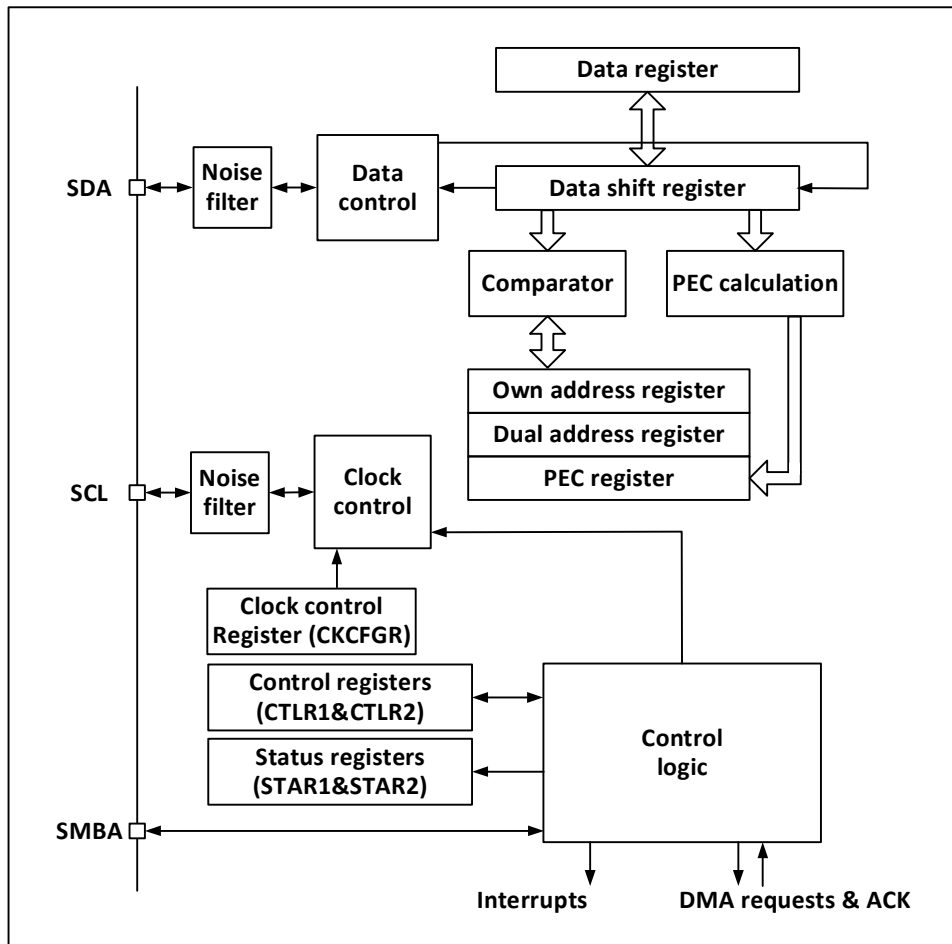 Data register
SDA
Noise
filter
Data
control
Data shift register
Comparator
PEC calculation
Own address register
Dual address register
PEC register
SCL
Noise
filter
Clock
control
Clock control
Register (CKCFGR)
Control registers
(CTLR1&CTLR2)
Status registers
(STAR1&STAR2)
Control
logic
SMBA
Interrupts
DMA requests & ACK